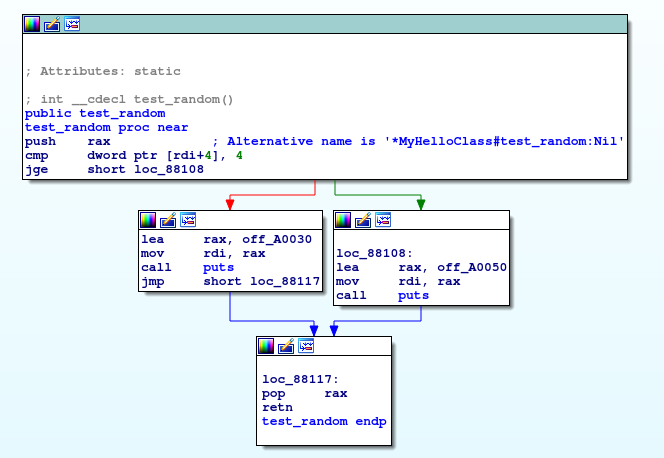 ; Attributes: static
; int __cdecl test_random()
public test_random
test_random proc near
push    rax             ; Alternative name is '*MyHelloClass#test_random:Nil'
cmp     dword ptr [rdi+4], 4
jge     short loc_88108
lea     rax, off_A0030
mov     rdi, rax
call    puts
jmp     short loc_88117
loc_88108:
lea     rax, off_A0050
mov     rdi, rax
call    puts
loc_88117:
pop     rax
retn
test_random endp